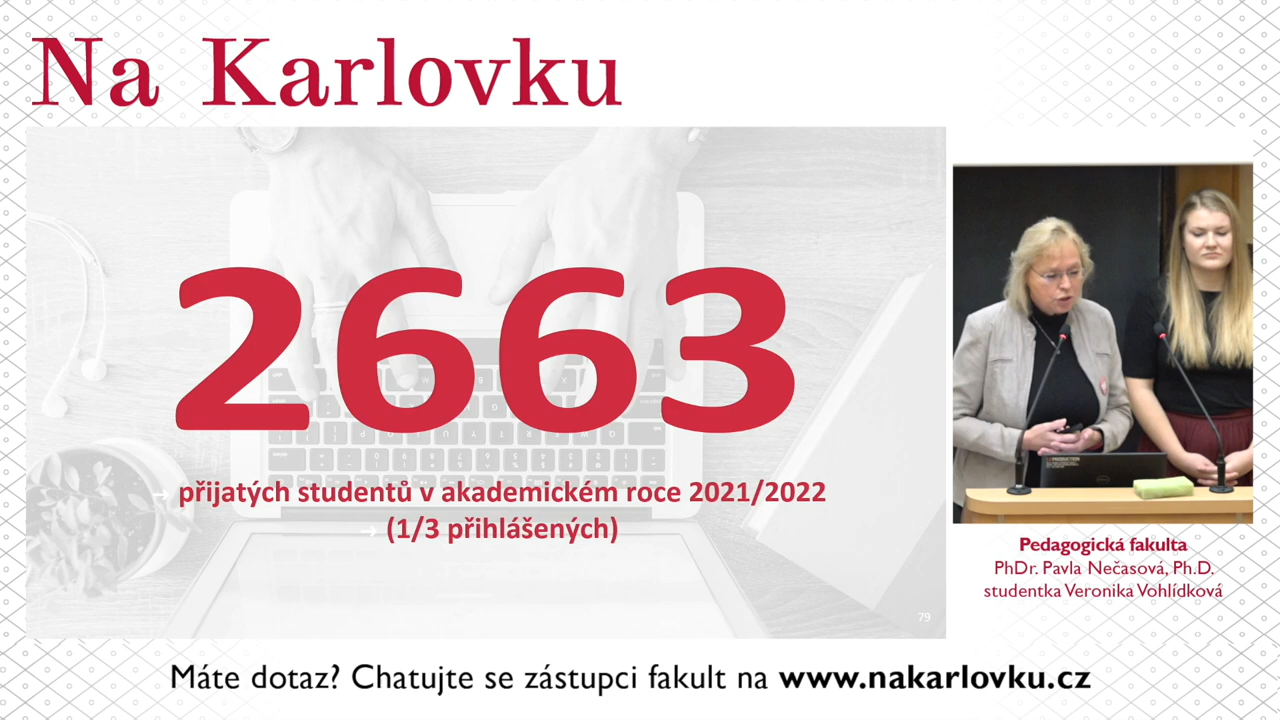 Na Karlovku
2663
přijatých studentů v akademickém roce 2021/2022
(1/3 přihlášených)
79
Pedagogická fakulta
PhDr. Pavla Nečasová, Ph.D.
studentka Veronika Vohlídková
Máte dotaz? Chatujte se zástupci fakult na www.nakarlovku.cz